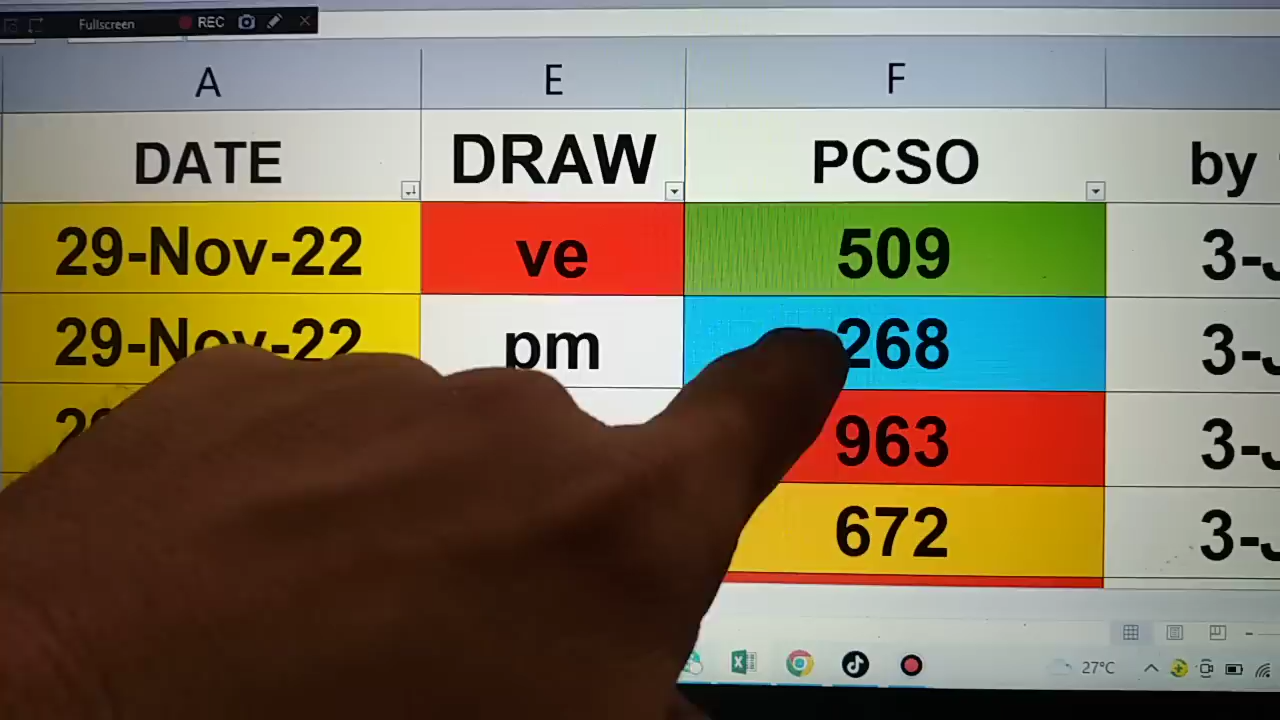 Fullscreen REC
A E F
DATE DRAW PCSO by
29-Nov-22 ve 509 3-
29-Nov-22 pm 268 3-
963 3-
672 3-
27°C